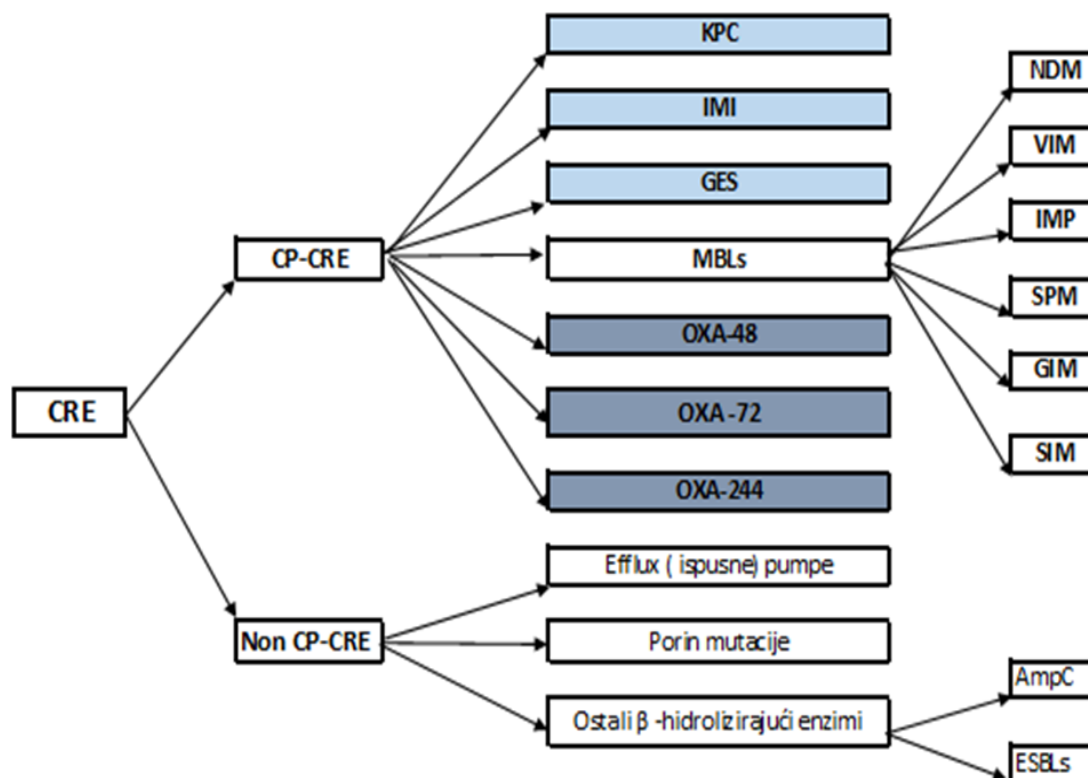 KPC
IMI
GES
CP-CRE
MBLs
OXA-48
OXA-72
OXA-244
CRE
Non CP-CRE
Efflux ( ispusne) pumpe
Porin mutacije
Ostali β -hidrolizirajući enzimi
NDM
VIM
IMP
SPM
GIM
SIM
AmpC
ESBLs